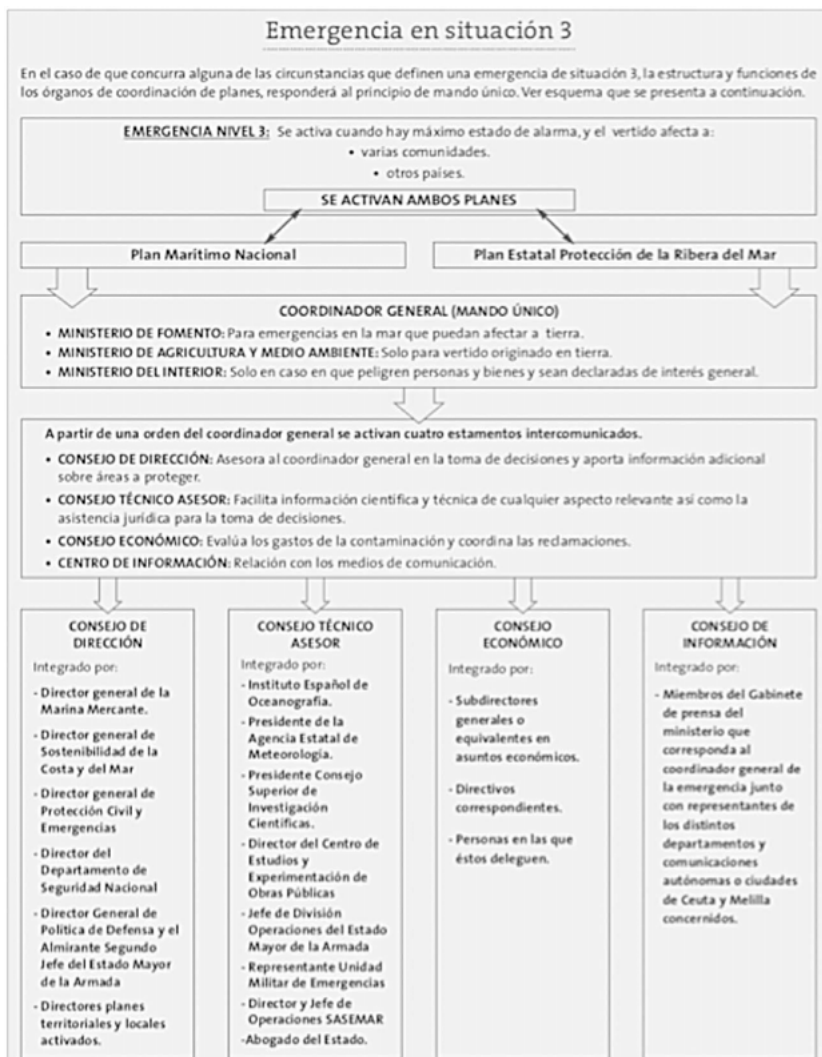 Emergencia en situación 3
En el caso de que concurra alguna de las circunstancias que definen una emergencia de situación 3, la estructura y funciones de
los órganos de coordinación de planes, responderá al principio de mando único. Ver esquema que se presenta a continuación.
EMERGENCIA NIVEL 3: Se activa cuando hay máximo estado de alarma, y el vertido afecta a:
• varias comunidades.
• otros países.
SE ACTIVAN AMBOS PLANES
Plan Marítimo Nacional
Plan Estatal Protección de la Ribera del Mar
COORDINADOR GENERAL (MANDO ÚNICO)
• MINISTERIO DE FOMENTO: Para emergencias en la mar que puedan afectar a tierra.
• MINISTERIO DE AGRICULTURA Y MEDIO AMBIENTE: Solo para vertido originado en tierra.
• MINISTERIO DEL INTERIOR: Solo en caso en que peligren personas y bienes y sean declaradas de interés general.
A partir de una orden del coordinador general se activan cuatro estamentos intercomunicados.
• CONSEJO DE DIRECCIÓN: Asesora al coordinador general en la toma de decisiones y aporta información adicional
sobre áreas a proteger.
• CONSEJO TÉCNICO ASESOR: Facilita información científica y técnica de cualquier aspecto relevante así como la
asistencia jurídica para la toma de decisiones.
• CONSEJO ECONÓMICO: Evalúa los gastos de la contaminación y coordina las reclamaciones.
• CENTRO DE INFORMACIÓN: Relación con los medios de comunicación.
CONSEJO DE
DIRECCIÓN
Integrado por:
- Director general de la
Marina Mercante.
- Director general de
Sostenibilidad de la
Costa y del Mar
- Director general de
Protección Civil y
Emergencias
- Director del
Departamento de
Seguridad Nacional
- Director General de
Política de Defensa y el
Almirante Segundo
Jefe del Estado Mayor
de la Armada
- Directores planes
territoriales y locales
activados.
CONSEJO TÉCNICO
ASESOR
Integrado por:
- Instituto Español de
Oceanografía.
- Presidente de la
Agencia Estatal de
Meteorología.
- Presidente Consejo
Superior de
Investigación
Científicas.
- Director del Centro de
Estudios y
Experimentación de
Obras Públicas
- Jefe de División
Operaciones del Estado
Mayor de la Armada
- Representante Unidad
Militar de Emergencias
- Director y Jefe de
Operaciones SASEMAR
-Abogado del Estado.
CONSEJO
ECONÓMICO
Integrado por:
- Subdirectores
generales o
equivalentes en
asuntos económicos.
- Directivos
correspondientes.
- Personas en las que
éstos deleguen.
CONSEJO DE
INFORMACIÓN
Integrado por:
- Miembros del Gabinete
de prensa del
ministerio que
corresponda al
coordinador general de
la emergencia junto
con representantes de
los distintos
departamentos y
comunicaciones
autónomas o ciudades
de Ceuta y Melilla
concernidos.